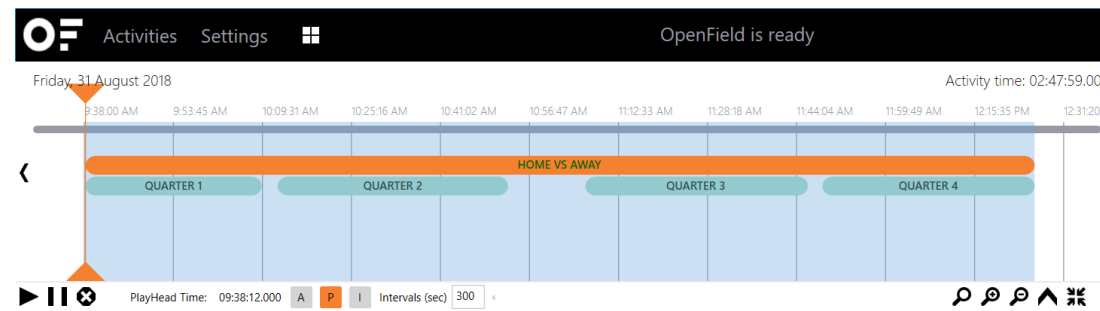 OF Activities Settings OpenField is ready
Friday, 31 August 2018 Activity time: 02:47:59.00
9:38:00 AM 9:53:45 AM 10:09:31 AM 10:25:16 AM 10:41:02 AM 10:56:47 AM 11:12:33 AM 11:28:18 AM 11:44:04 AM 11:59:49 AM 12:15:35 PM 12:31:20
HOME VS AWAY
QUARTER 1 QUARTER 2 QUARTER 3 QUARTER 4
PlayHead Time: 09:38:12.000 A P I Intervals (sec) 300